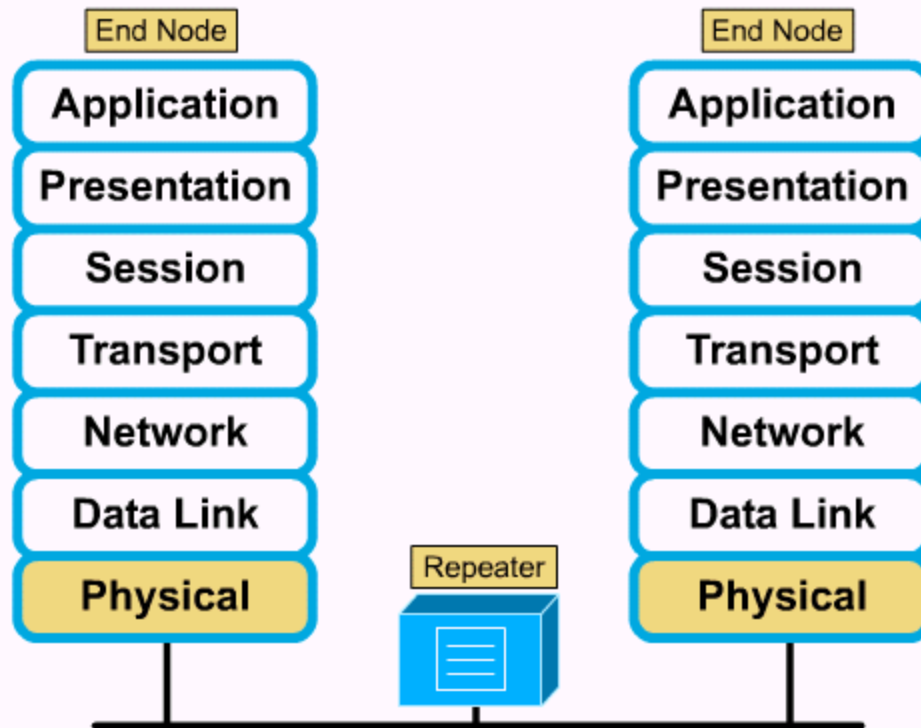 End Node
Application
Presentation
Session
Transport
Network
Data Link
Physical
Repeater
End Node
Application
Presentation
Session
Transport
Network
Data Link
Physical